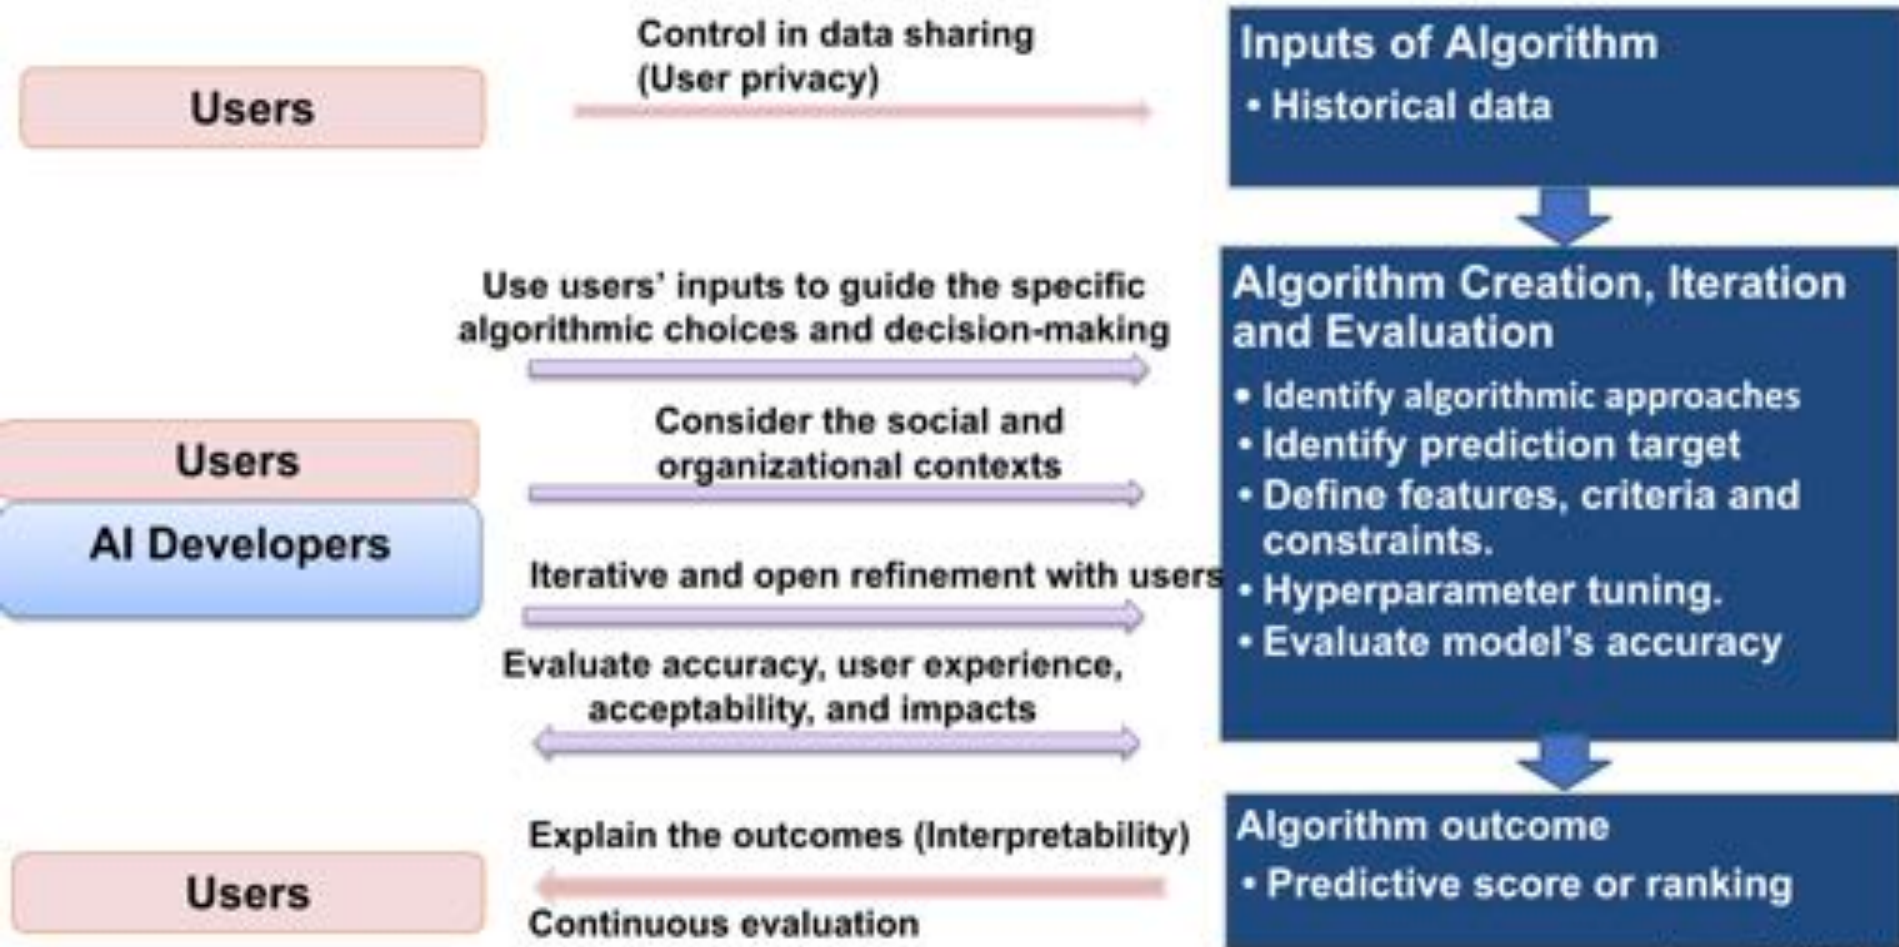 Control in data sharing
(User privacy)
Users
Inputs of Algorithm
• Historical data
Use users’ inputs to guide the specific
algorithmic choices and decision-making
Consider the social and
organizational contexts
Users
AI Developers
Iterative and open refinement with users
Evaluate accuracy, user experience,
acceptability, and impacts
Algorithm Creation, Iteration
and Evaluation
• Identify algorithmic approaches
• Identify prediction target
• Define features, criteria and
constraints.
• Hyperparameter tuning.
• Evaluate model’s accuracy
Explain the outcomes (Interpretability)
Users
Continuous evaluation
Algorithm outcome
• Predictive score or ranking